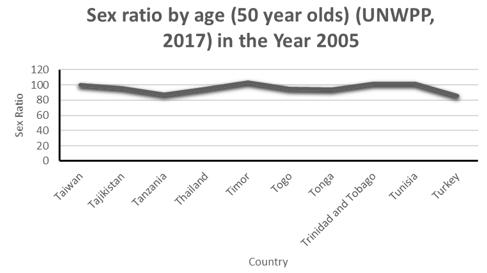 Sex ratio by age (50 year olds) (UNWPP,
2017) in the Year 2005
120
100
80
60
40
20
0
Sex Ratio
Taiwan
Tajikistan
Tanzania
Thailand
Timor
Togo
Tonga
Trinidad and Tobago
Tunisia
Turkey
Country